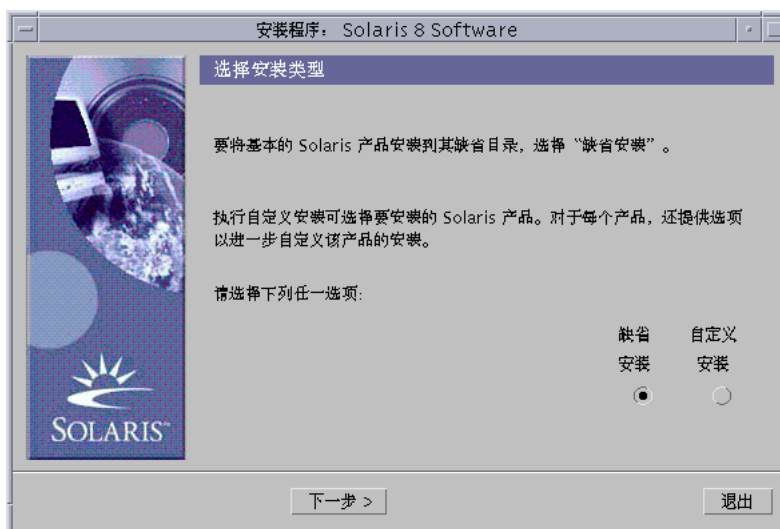 安装程序： Solaris 8 Software
选择安装类型
要将基本的 Solaris 产品安装到其缺省目录，选择“缺省安装”。
执行自定义安装可选择要安装的 Solaris 产品。对于每个产品，还提供选项
以进一步自定义该产品的安装。
请选择下列任一选项:
缺省 自定义
安装 安装
SOLARIS™
下一步 > 退出